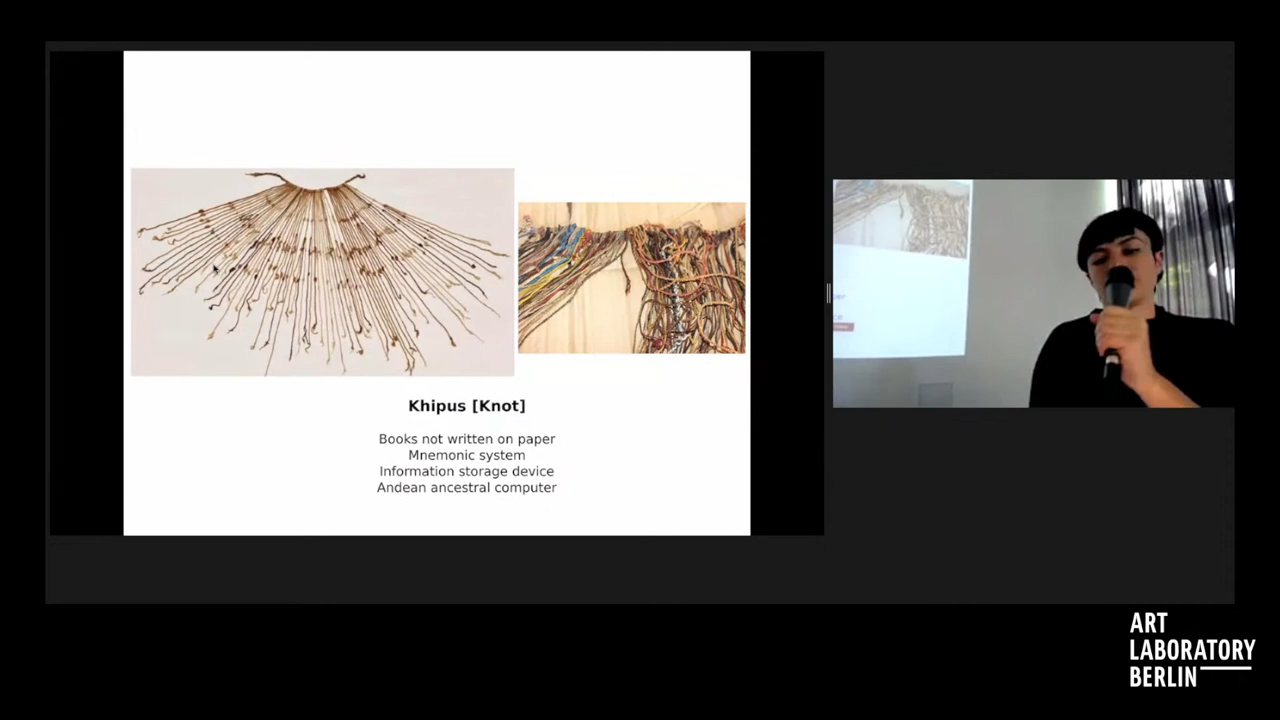 Khipus [Knot]
Books not written on paper
Mnemonic system
Information storage device
Andean ancestral computer
ART
LABORATORY
BERLIN